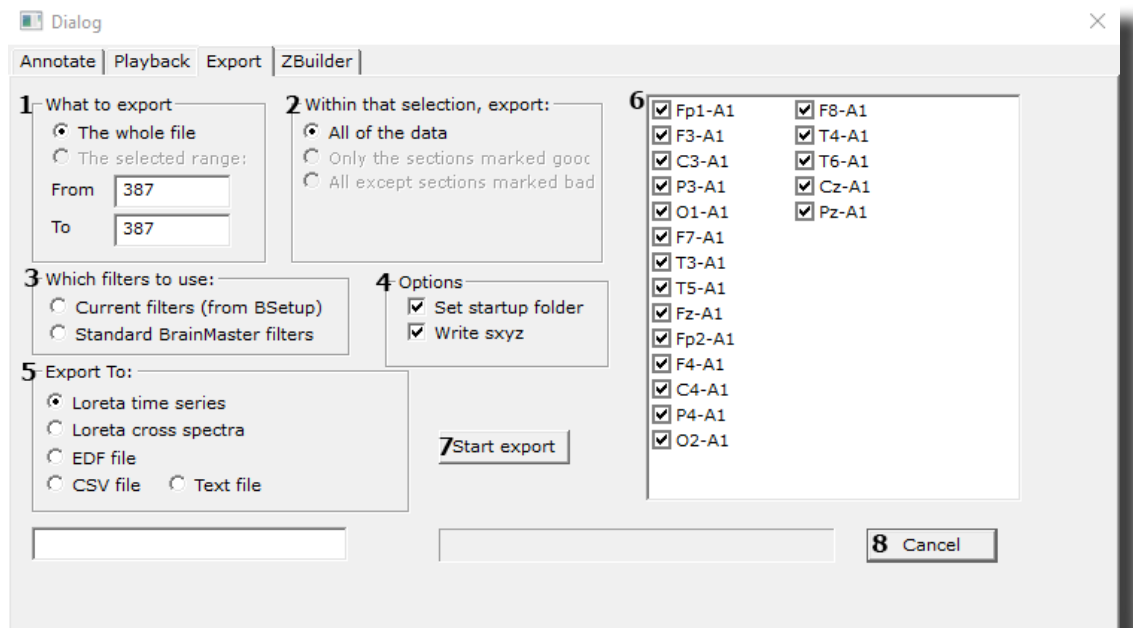 Dialog
Annotate Playback Export ZBuilder
1 What to export
The whole file
The selected range:
From 387
To 387
2 Within that selection, export:
All of the data
Only the sections marked gooc
All except sections marked bad
3 Which filters to use:
Current filters (from BSetup)
Standard BrainMaster filters
4 Options
Set startup folder
Write sxyz
5 Export To:
Loreta time series
Loreta cross spectra
EDF file
CSV file Text file
6
Fp1-A1
F3-A1
C3-A1
P3-A1
O1-A1
F7-A1
T3-A1
T5-A1
Fz-A1
Fp2-A1
F4-A1
C4-A1
P4-A1
O2-A1
F8-A1
T4-A1
T6-A1
Cz-A1
Pz-A1
7 Start export
8 Cancel